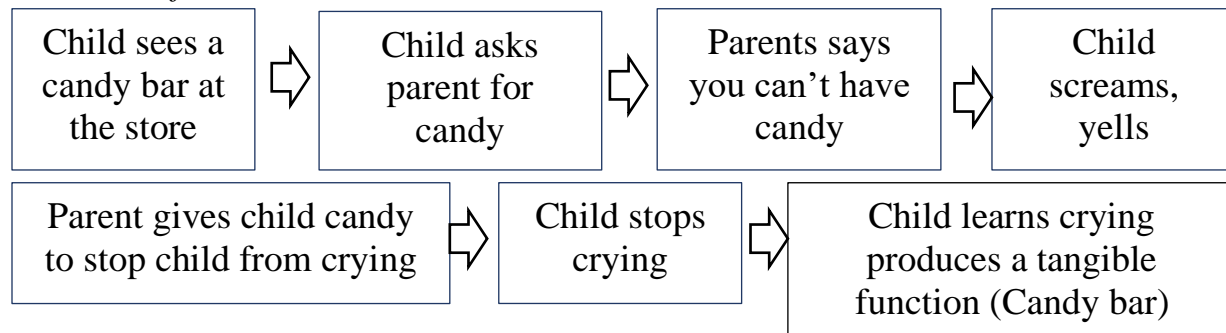 Child sees a
candy bar at
the store
Child asks
parent for
candy
Parents says
you can’t have
candy
Child
screams,
yells
Parent gives child candy
to stop child from crying
Child stops
crying
Child learns crying
produces a tangible
function (Candy bar)